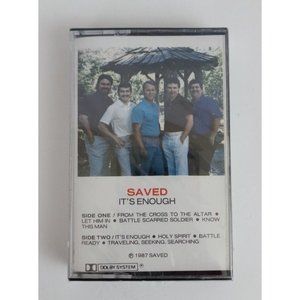 SAVED
IT'S ENOUGH
SIDE ONE / FROM THE CROSS TO THE ALTAR •
LET HIM IN • BATTLE SCARRED SOLDIER • KNOW
THIS MAN
SIDE TWO / IT'S ENOUGH • HOLY SPIRIT • BATTLE
READY • TRAVELING, SEEKING, SEARCHING
℗ 1987 SAVED
DOLBY SYSTEM ®